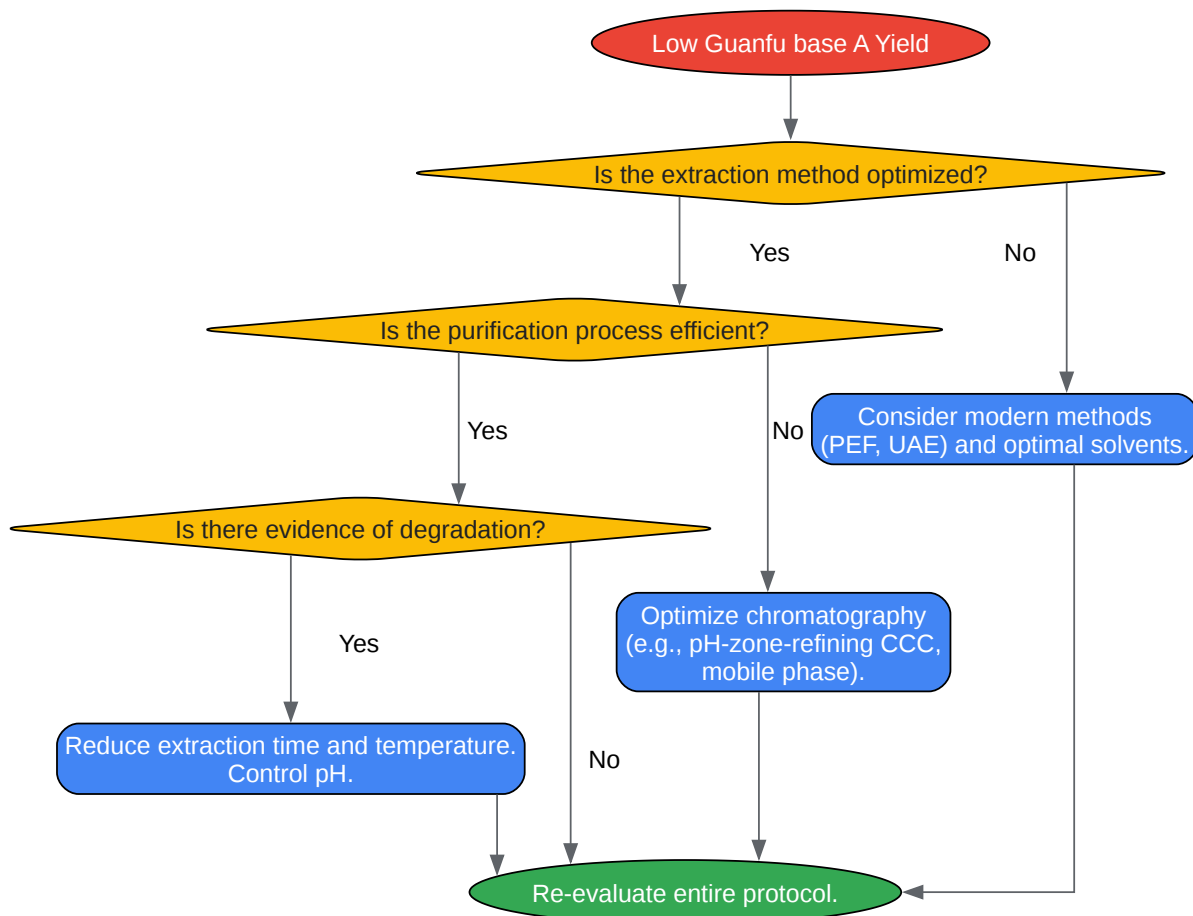 Low Guanfu base A Yield
Is the extraction method optimized?
Yes
No
Is the purification process efficient?
Yes
No
Consider modern methods
(PEF, UAE) and optimal solvents.
Is there evidence of degradation?
Yes
No
Optimize chromatography
(e.g., pH-zone-refining CCC,
mobile phase).
Reduce extraction time and temperature.
Control pH.
Re-evaluate entire protocol.